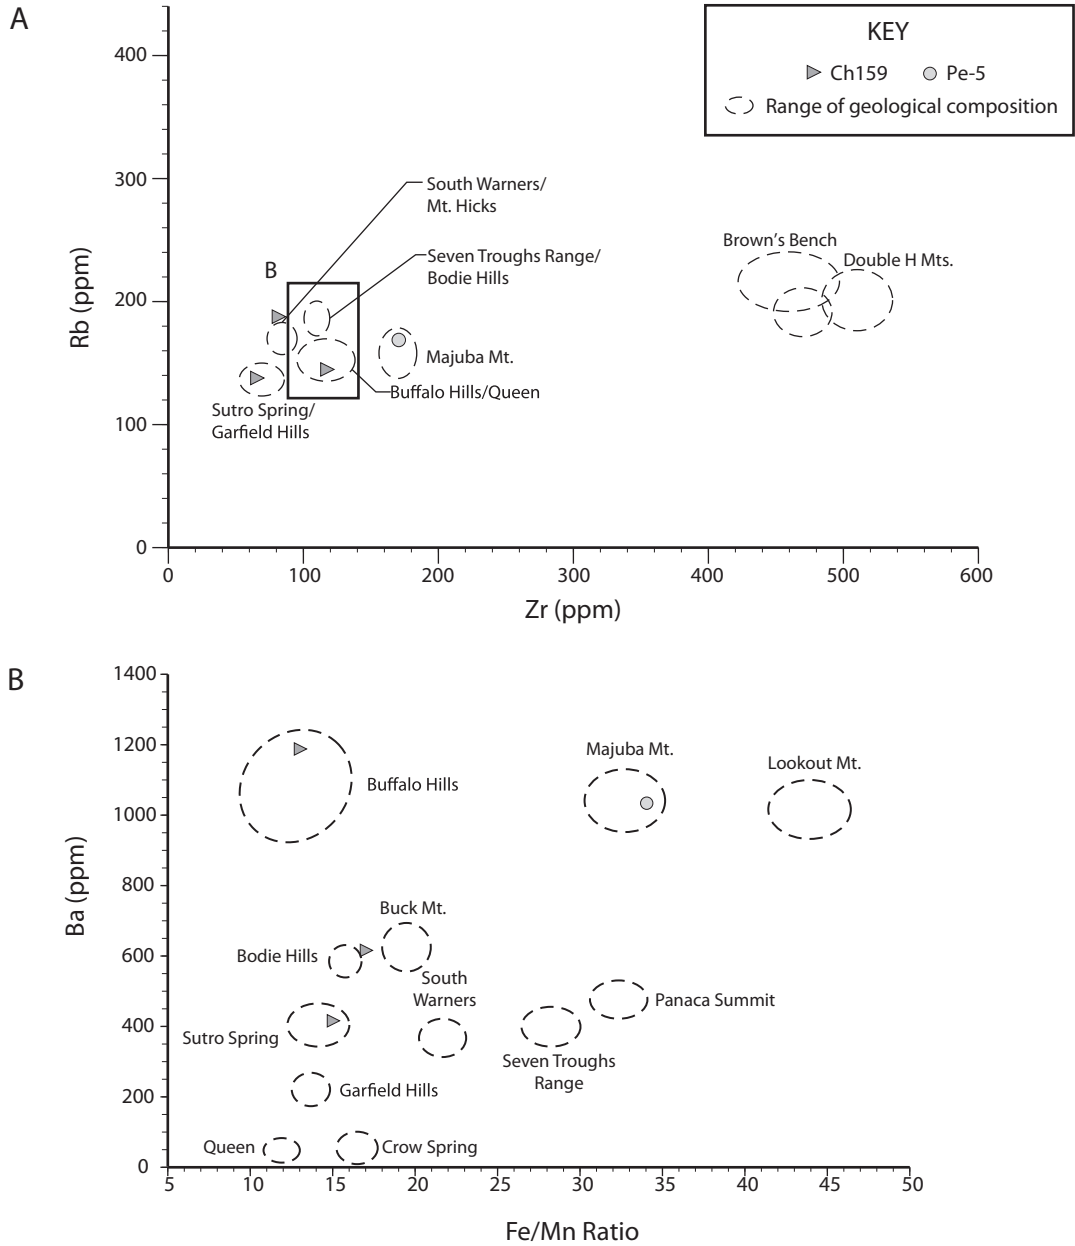 A
KEY
Ch159
Pe-5
Range of geological composition
400
300
200
100
0
Rb (ppm)
South Warners/
Mt. Hicks
Seven Troughs Range/
Bodie Hills
B
Brown's Bench
Double H Mts.
Majuba Mt.
Buffalo Hills/Queen
Sutro Spring/
Garfield Hills
0
100
200
300
400
500
600
Zr (ppm)
B
1400
1200
1000
800
600
400
200
0
Ba (ppm)
Majuba Mt.
Lookout Mt.
Buffalo Hills
Buck Mt.
Bodie Hills
South
Warners
Panaca Summit
Sutro Spring
Seven Troughs
Range
Garfield Hills
Queen
Crow Spring
5
10
15
20
25
30
35
40
45
50
Fe/Mn Ratio